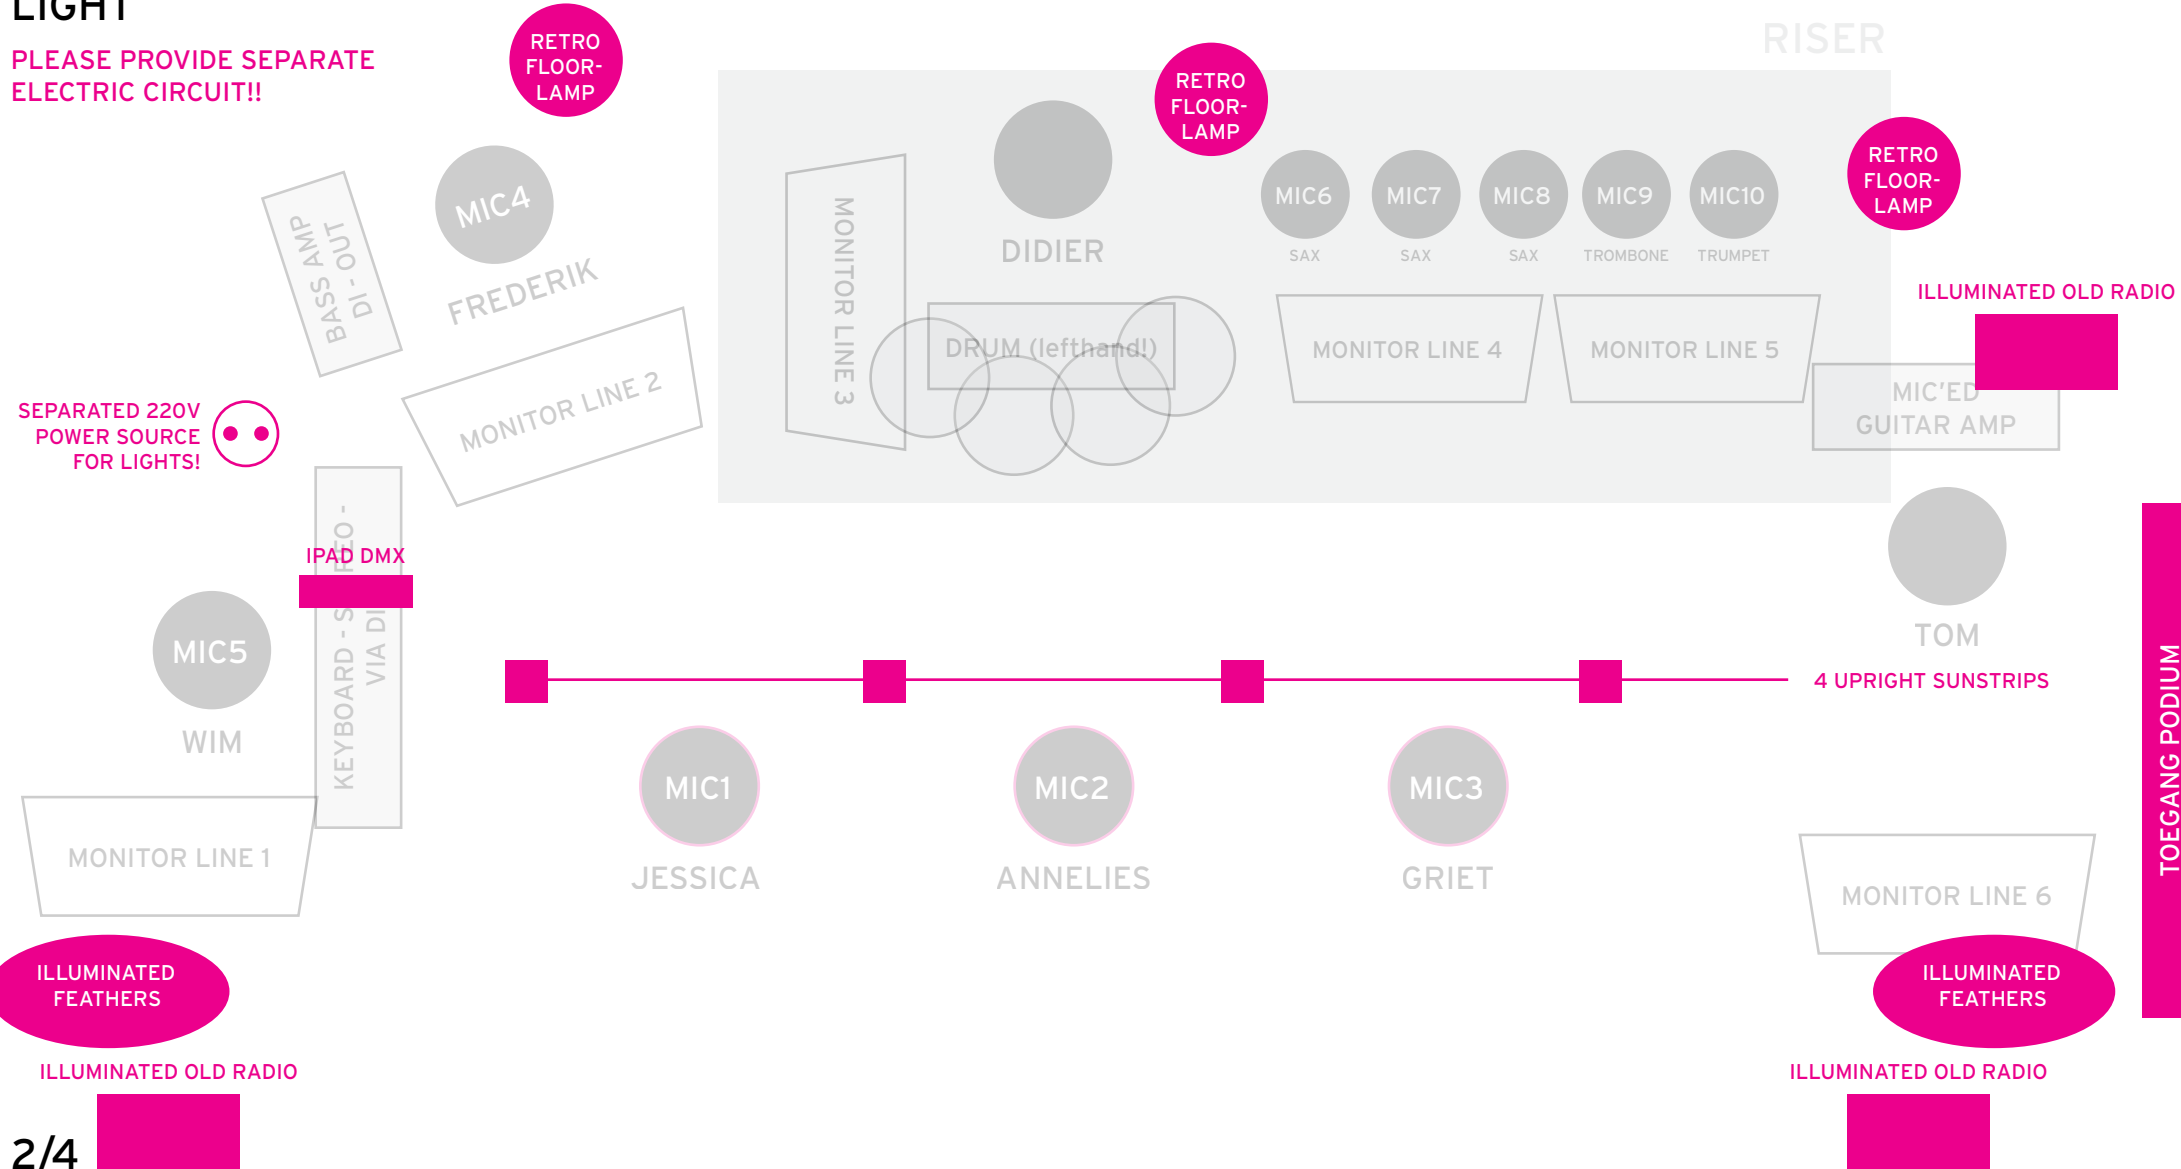 LIGHT
PLEASE PROVIDE SEPARATE
ELECTRIC CIRCUIT!!
RETRO
FLOOR-
LAMP
RISER
RETRO
FLOOR-
LAMP
RETRO
FLOOR-
LAMP
MIC4
FREDERIK
BASS AMP
DI - OUT
MONITOR LINE 2
MONITOR LINE 3
DIDIER
DRUM (lefthand!)
MIC6
MIC7
MIC8
MIC9
MIC10
SAX
SAX
SAX
TROMBONE
TRUMPET
MONITOR LINE 4
MONITOR LINE 5
ILLUMINATED OLD RADIO
MIC'ED
GUITAR AMP
SEPARATED 220V
POWER SOURCE
FOR LIGHTS!
IPAD DMX
KEYBOARD - S EO -
VIA DI
MIC5
WIM
TOM
4 UPRIGHT SUNSTRIPS
TOEGANG PODIUM
MIC1
MIC2
MIC3
JESSICA
ANNELIES
GRIET
MONITOR LINE 1
MONITOR LINE 6
ILLUMINATED
FEATHERS
ILLUMINATED
FEATHERS
ILLUMINATED OLD RADIO
ILLUMINATED OLD RADIO
2/4